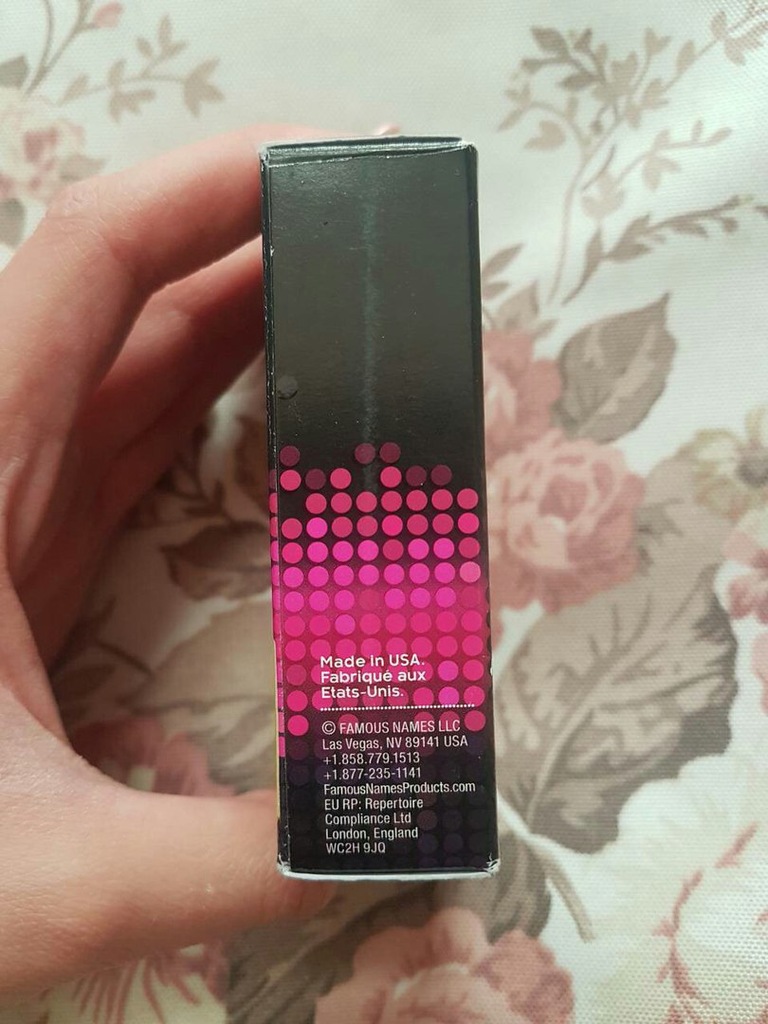 Made In USA.
Fabriqué aux
Etats-Unis.
© FAMOUS NAMES LLC
Las Vegas, NV 89141 USA
+1.858.779.1513
+1.877-235-1141
FamousNamesProducts.com
EU RP: Repertoire
Compliance Ltd
London, England
WC2H 9JQ